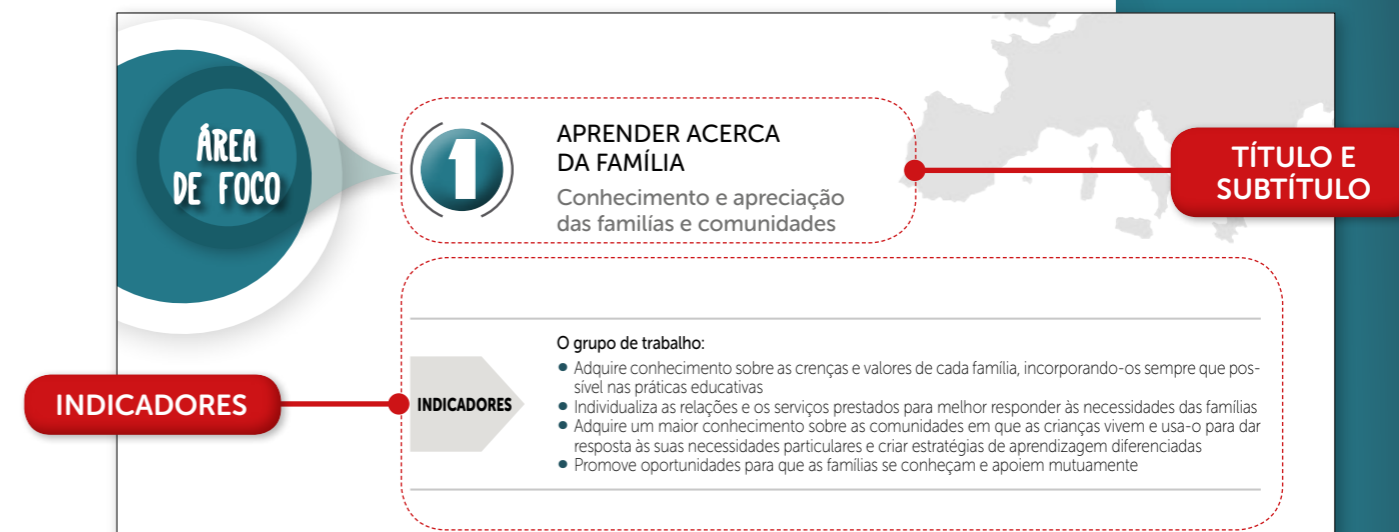 ÁREA
DE FOCO
1
APRENDER ACERCA
DA FAMÍLIA
Conhecimento e apreciação
das familías e comunidades
TÍTULO E
SUBTÍTULO
INDICADORES
INDICADORES
O grupo de trabalho:
• Adquire conhecimento sobre as crenças e valores de cada família, incorporando-os sempre que pos-
sível nas práticas educativas
• Individualiza as relações e os serviços prestados para melhor responder às necessidades das famílias
• Adquire um maior conhecimento sobre as comunidades em que as crianças vivem e usa-o para dar
resposta às suas necessidades particulares e criar estratégias de aprendizagem diferenciadas
• Promove oportunidades para que as famílias se conheçam e apoiem mutuamente